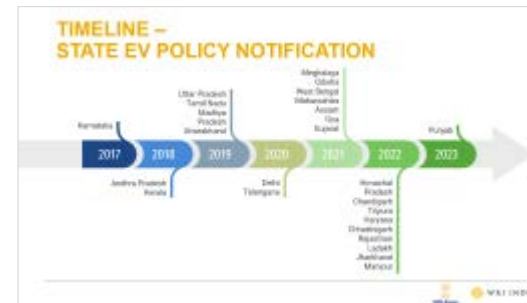 TIMELINE –
STATE EV POLICY NOTIFICATION
Meghalaya
Odisha
West Bengal
Maharashtra
Assam
Goa
Gujarat
Uttar Pradesh
Tamil Nadu
Madhya
Pradesh
Uttarakhand
Karnataka
Punjab
2017
2018
2019
2020
2021
2022
2023
Andhra Pradesh
Kerala
Delhi
Telangana
Himachal
Pradesh
Chandigarh
Tripura
Haryana
Chhattisgarh
Rajasthan
Ladakh
Jharkhand
Manipur